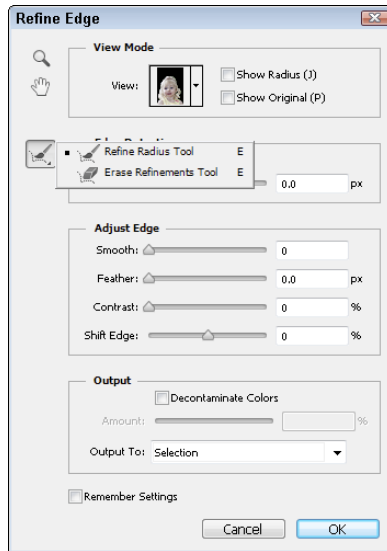 Refine Edge
View Mode
View:
Show Radius (J)
Show Original (P)
Refine Radius Tool E
Erase Refinements Tool E
0.0 px
Adjust Edge
Smooth: 0
Feather: 0.0 px
Contrast: 0 %
Shift Edge: 0 %
Output
Decontaminate Colors
Amount: %
Output To: Selection
Remember Settings
Cancel OK